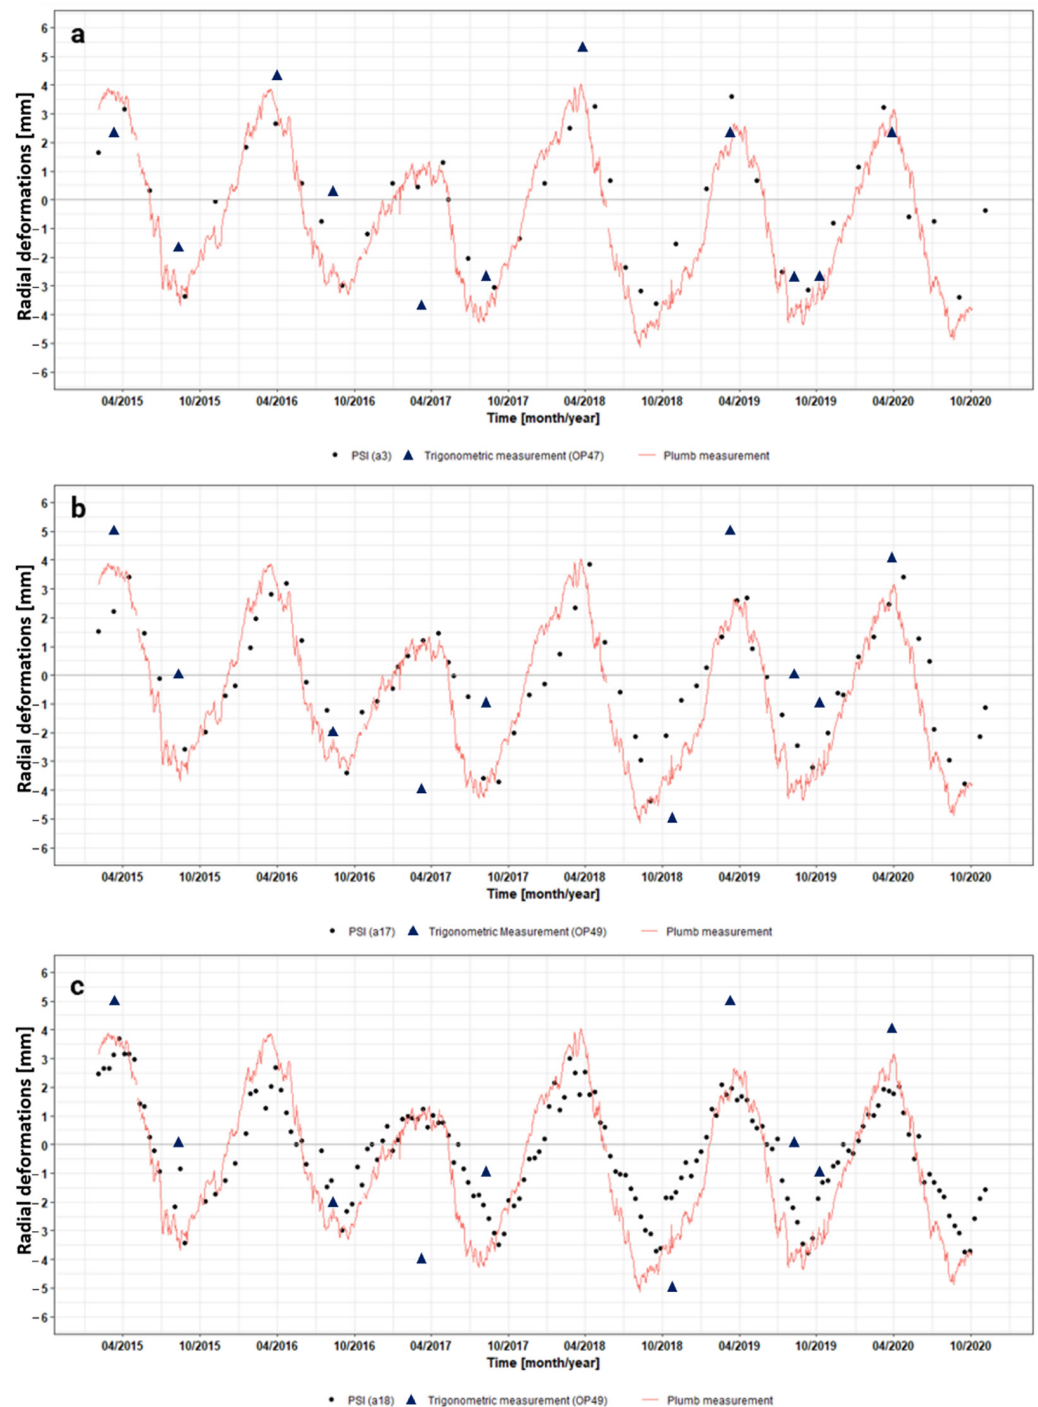 a
6
5
4
3
2
1
0
−1
−2
−3
−4
−5
−6
Radial deformations [mm]
04/2015 10/2015 04/2016 10/2016 04/2017 10/2017 04/2018 10/2018 04/2019 10/2019 04/2020 10/2020
Time [month/year]
PSI (a3) Trigonometric measurement (OP47) Plumb measurement
b
6
5
4
3
2
1
0
−1
−2
−3
−4
−5
−6
Radial deformations [mm]
04/2015 10/2015 04/2016 10/2016 04/2017 10/2017 04/2018 10/2018 04/2019 10/2019 04/2020 10/2020
Time [month/year]
PSI (a17) Trigonometric Measurement (OP49) Plumb measurement
c
6
5
4
3
2
1
0
−1
−2
−3
−4
−5
−6
Radial deformations [mm]
04/2015 10/2015 04/2016 10/2016 04/2017 10/2017 04/2018 10/2018 04/2019 10/2019 04/2020 10/2020
Time [month/year]
PSI (a18) Trigonometric measurement (OP49) Plumb measurement